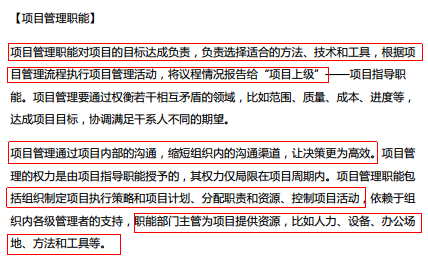 【项目管理职能】
项目管理职能对项目的目标达成负责，负责选择适合的方法、技术和工具，根据项
目管理流程执行项目管理活动，将议程情况报告给“项目上级”——项目指导职
能。项目管理要通过权衡若干相互矛盾的领域，比如范围、质量、成本、进度等，
达成项目目标，协调满足干系人不同的期望。
项目管理通过项目内部的沟通，缩短组织内的沟通渠道，让决策更为高效。项目管
理的权力是由项目指导职能授予的，其权力仅局限在项目周期内。项目管理职能包
括组织制定项目执行策略和项目计划、分配职责和资源、控制项目活动，依赖于组
织内各级管理者的支持，职能部门主管为项目提供资源，比如人力、设备、办公场
地、方法和工具等。